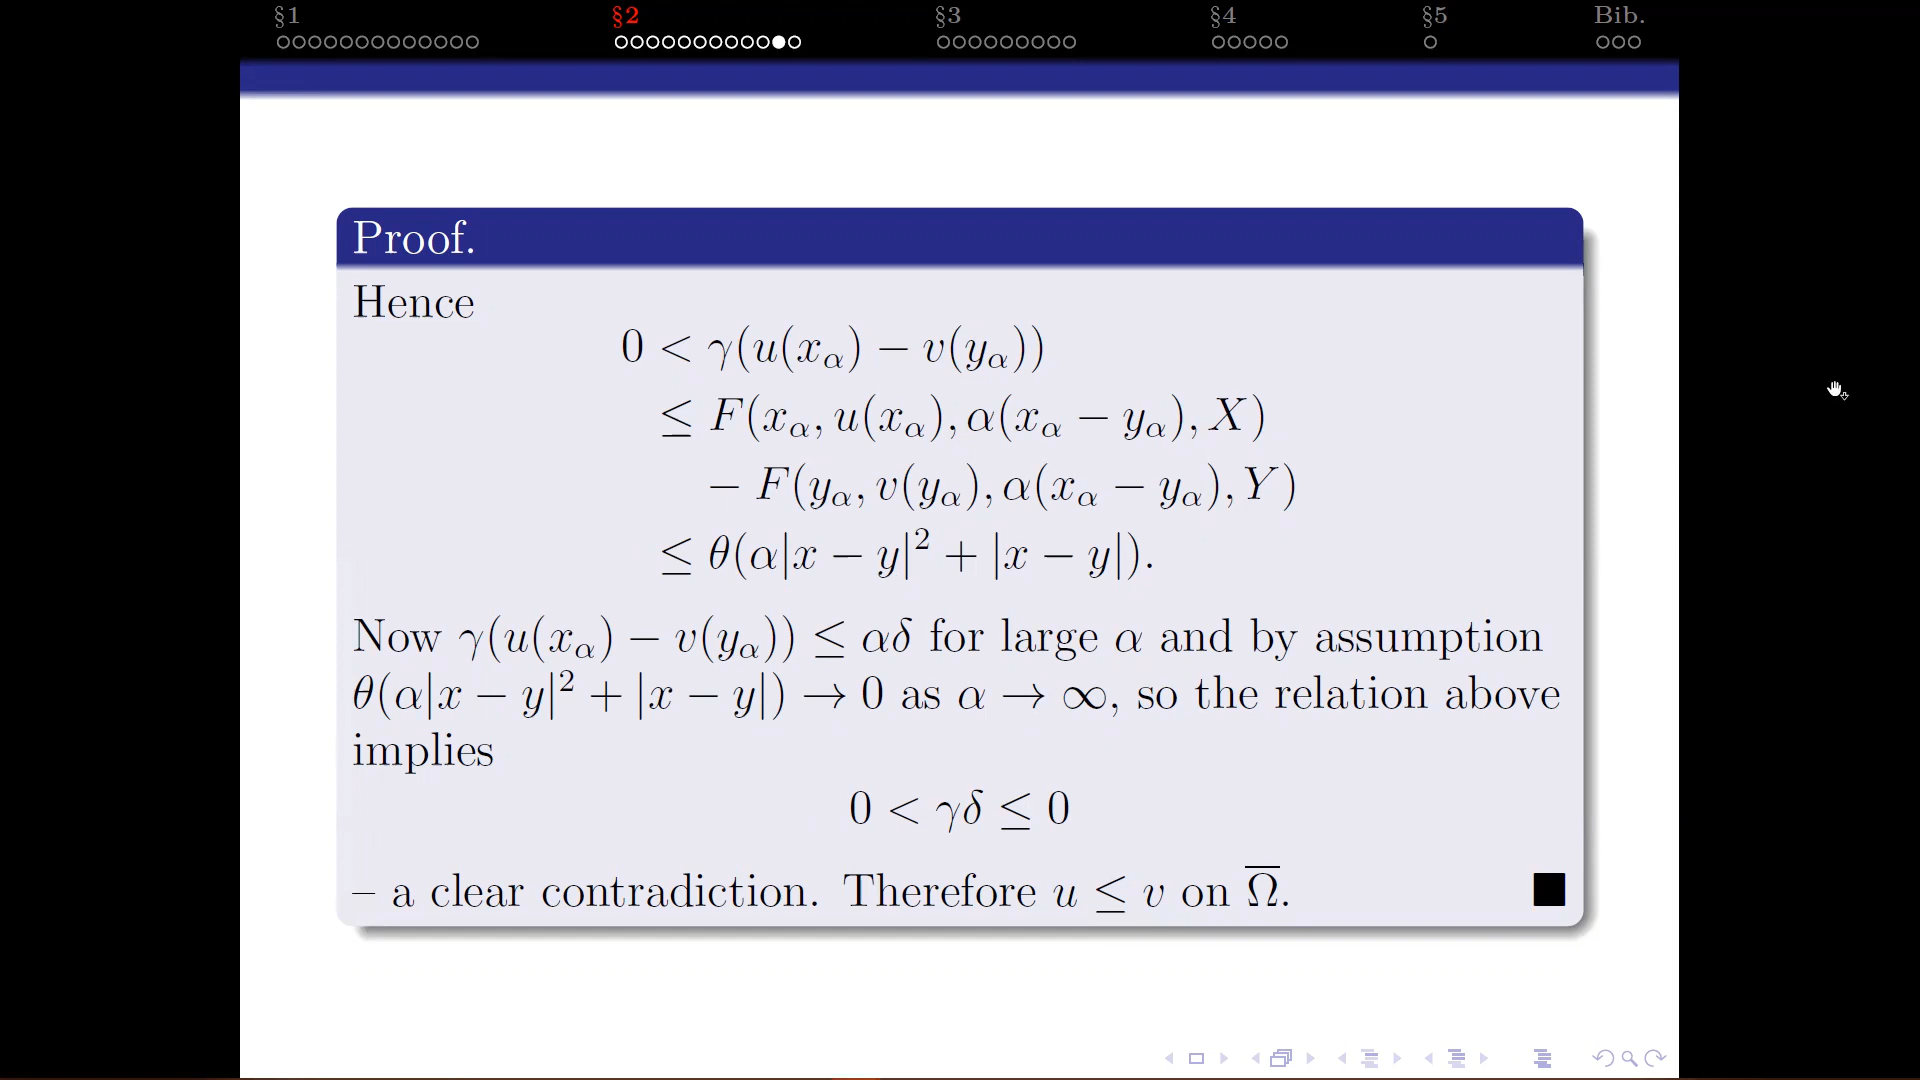 §1 §2 §3 §4 §5 Bib.
Proof.
Hence
0 < γ(u(x_α) − v(y_α))
≤ F(x_α, u(x_α), α(x_α − y_α), X)
− F(y_α, v(y_α), α(x_α − y_α), Y)
≤ θ(α|x − y|² + |x − y|).
Now γ(u(x_α) − v(y_α)) ≤ αδ for large α and by assumption
θ(α|x − y|² + |x − y|) → 0 as α → ∞, so the relation above
implies
0 < γδ ≤ 0
– a clear contradiction. Therefore u ≤ v on Ω̅. ■